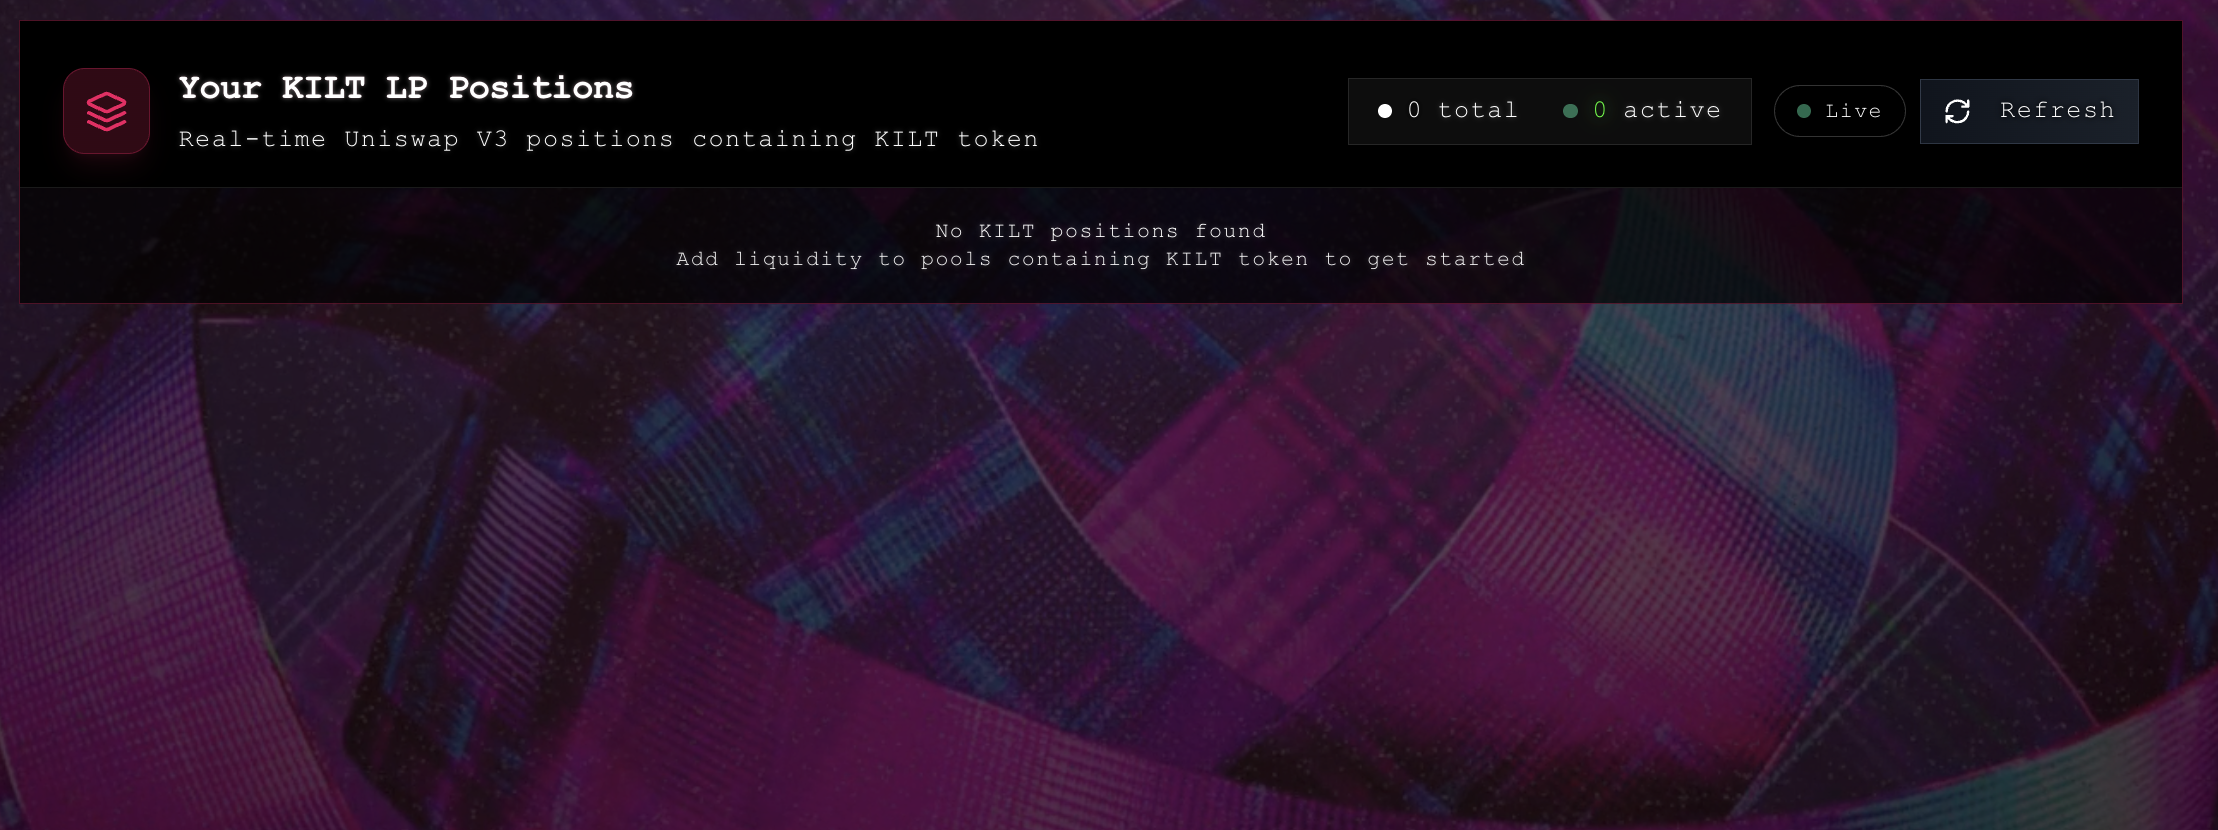 Your KILT LP Positions
Real-time Uniswap V3 positions containing KILT token
0 total 0 active
Live
Refresh
No KILT positions found
Add liquidity to pools containing KILT token to get started